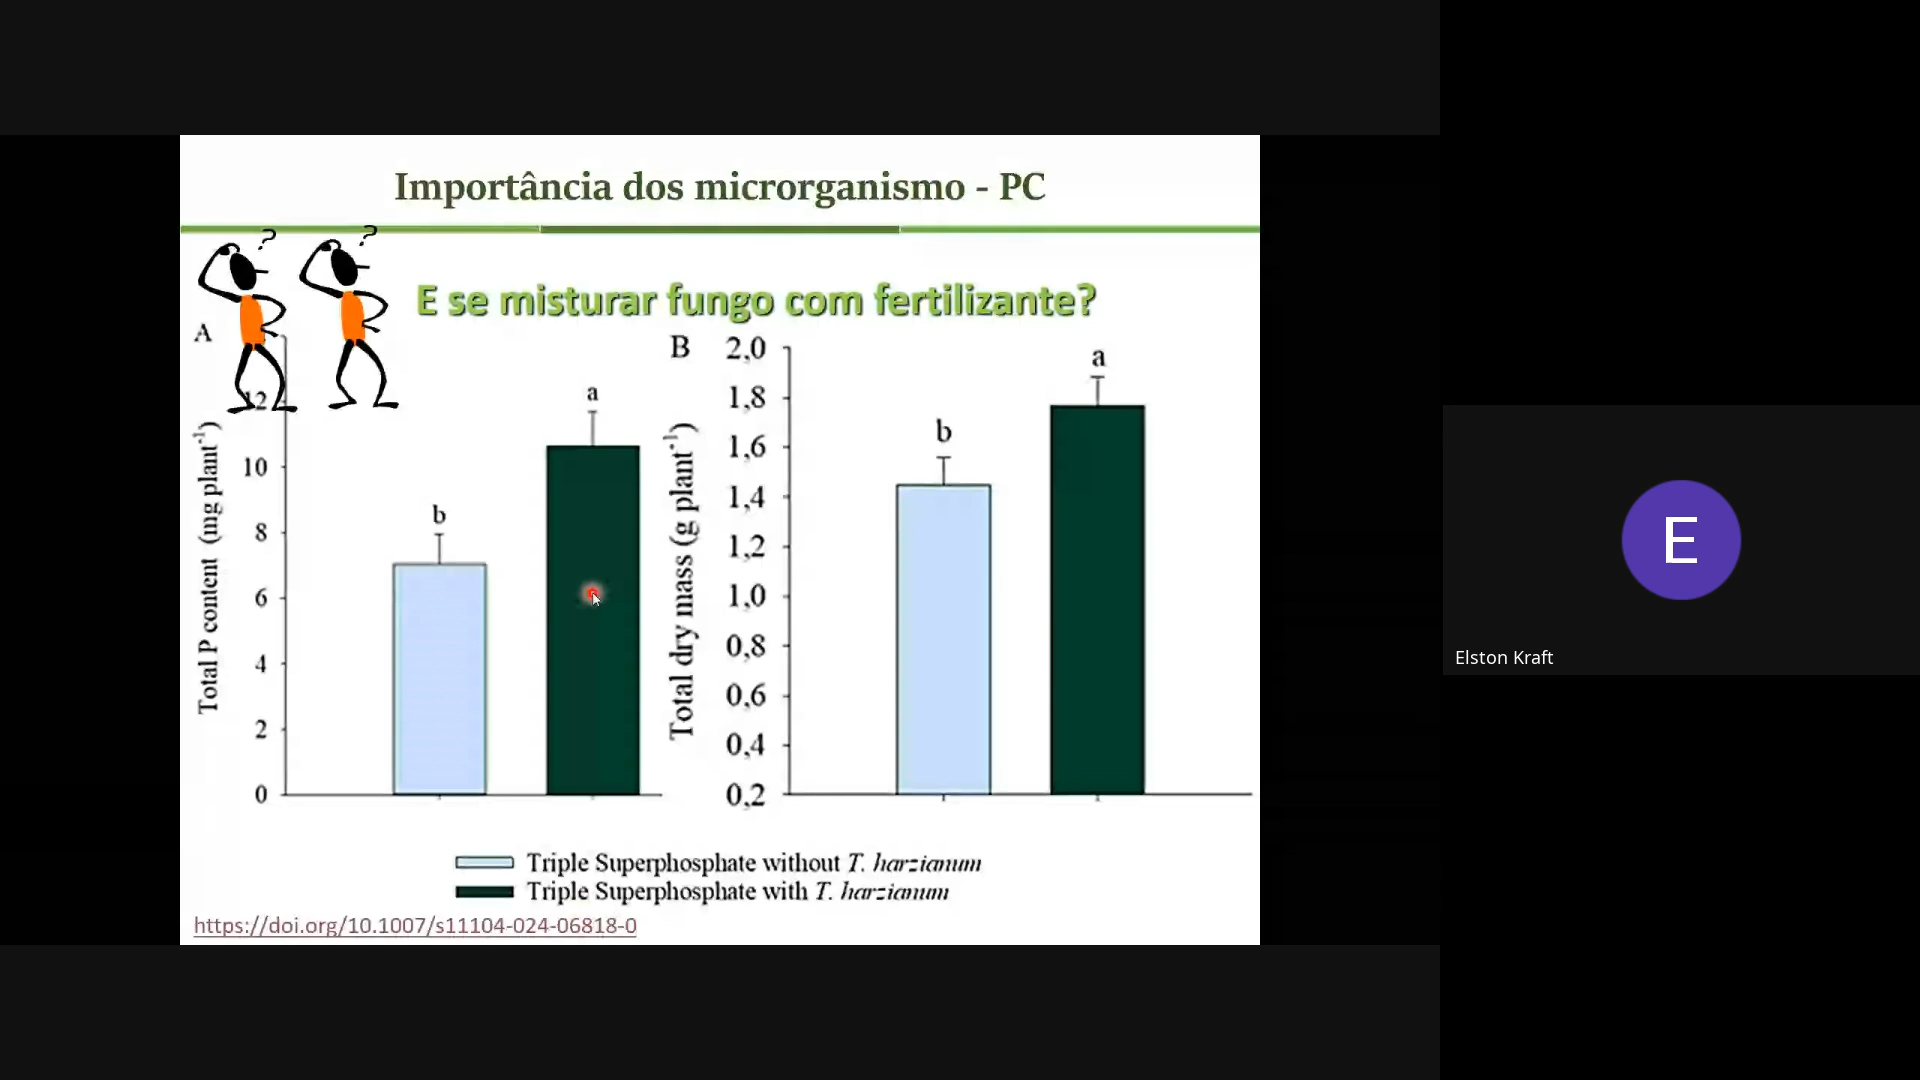 Importância dos microrganismo - PC
? ?
E se misturar fungo com fertilizante?
A
12
10
8
6
4
2
0
Total P content (mg plant⁻¹)
b
a
B
2,0
1,8
1,6
1,4
1,2
1,0
0,8
0,6
0,4
0,2
Total dry mass (g plant⁻¹)
b
a
Triple Superphosphate without T. harzianum
Triple Superphosphate with T. harzianum
https://doi.org/10.1007/s11104-024-06818-0
E
Elston Kraft